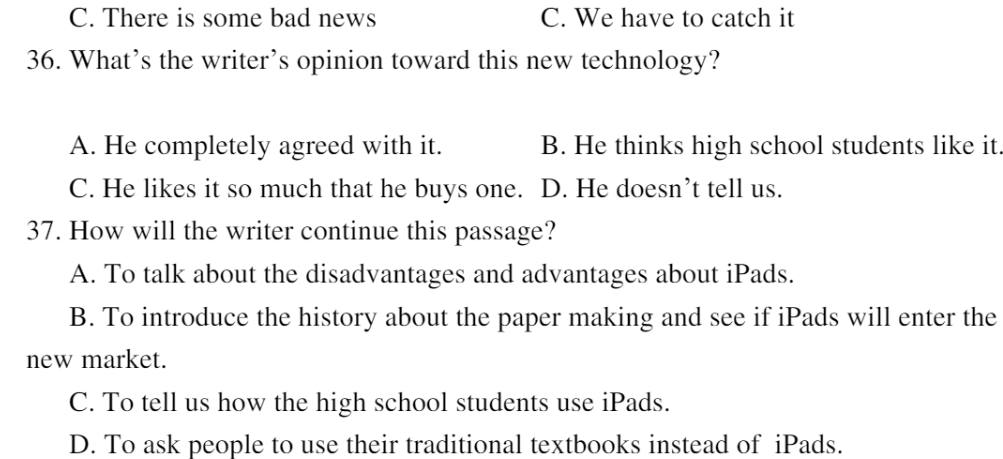 C. There is some bad news C. We have to catch it
36. What’s the writer’s opinion toward this new technology?
A. He completely agreed with it. B. He thinks high school students like it.
C. He likes it so much that he buys one. D. He doesn’t tell us.
37. How will the writer continue this passage?
A. To talk about the disadvantages and advantages about iPads.
B. To introduce the history about the paper making and see if iPads will enter the
new market.
C. To tell us how the high school students use iPads.
D. To ask people to use their traditional textbooks instead of iPads.